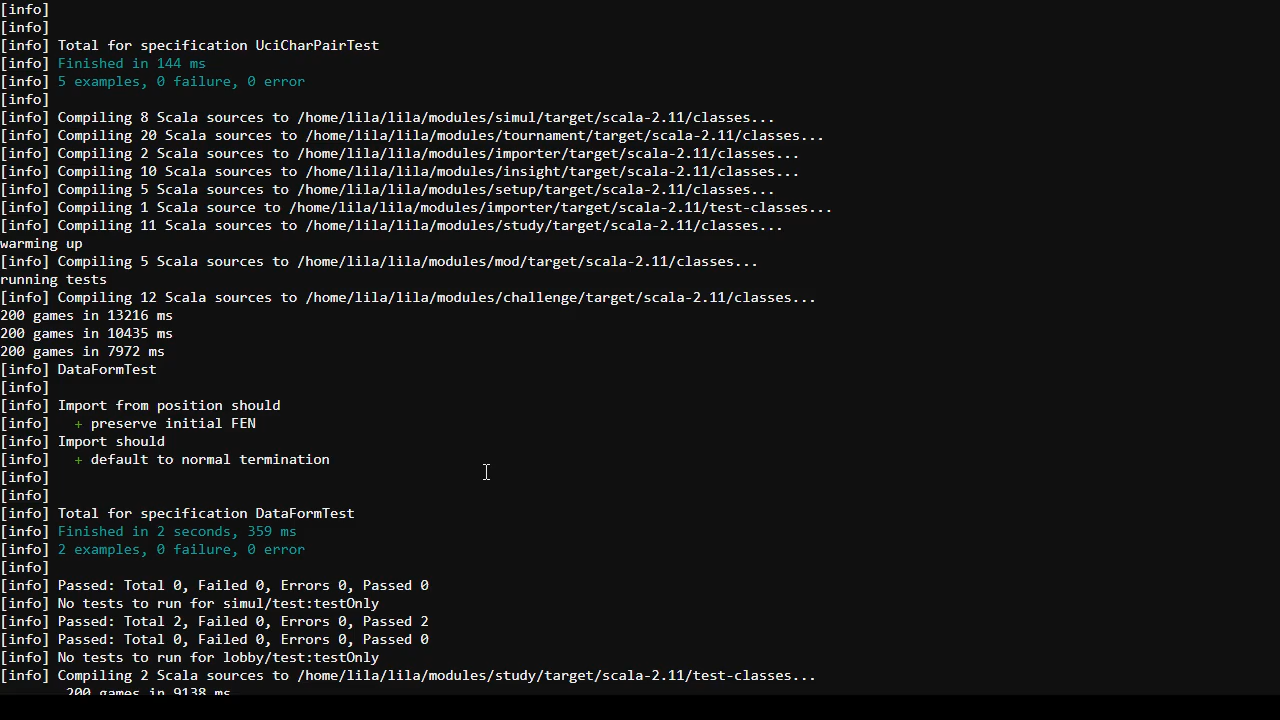 [info]
[info]
[info] Total for specification UciCharPairTest
[info] Finished in 144 ms
[info] 5 examples, 0 failure, 0 error
[info]
[info] Compiling 8 Scala sources to /home/lila/lila/modules/simul/target/scala-2.11/classes...
[info] Compiling 20 Scala sources to /home/lila/lila/modules/tournament/target/scala-2.11/classes...
[info] Compiling 2 Scala sources to /home/lila/lila/modules/importer/target/scala-2.11/classes...
[info] Compiling 10 Scala sources to /home/lila/lila/modules/insight/target/scala-2.11/classes...
[info] Compiling 5 Scala sources to /home/lila/lila/modules/setup/target/scala-2.11/classes...
[info] Compiling 1 Scala source to /home/lila/lila/modules/importer/target/scala-2.11/test-classes...
[info] Compiling 11 Scala sources to /home/lila/lila/modules/study/target/scala-2.11/classes...
warming up
[info] Compiling 5 Scala sources to /home/lila/lila/modules/mod/target/scala-2.11/classes...
running tests
[info] Compiling 12 Scala sources to /home/lila/lila/modules/challenge/target/scala-2.11/classes...
200 games in 13216 ms
200 games in 10435 ms
200 games in 7972 ms
[info] DataFormTest
[info]
[info] Import from position should
[info]   + preserve initial FEN
[info] Import should
[info]   + default to normal termination
[info]
[info]
[info] Total for specification DataFormTest
[info] Finished in 2 seconds, 359 ms
[info] 2 examples, 0 failure, 0 error
[info]
[info] Passed: Total 0, Failed 0, Errors 0, Passed 0
[info] No tests to run for simul/test:testOnly
[info] Passed: Total 2, Failed 0, Errors 0, Passed 2
[info] Passed: Total 0, Failed 0, Errors 0, Passed 0
[info] No tests to run for lobby/test:testOnly
[info] Compiling 2 Scala sources to /home/lila/lila/modules/study/target/scala-2.11/test-classes...
200 games in 9138 ms